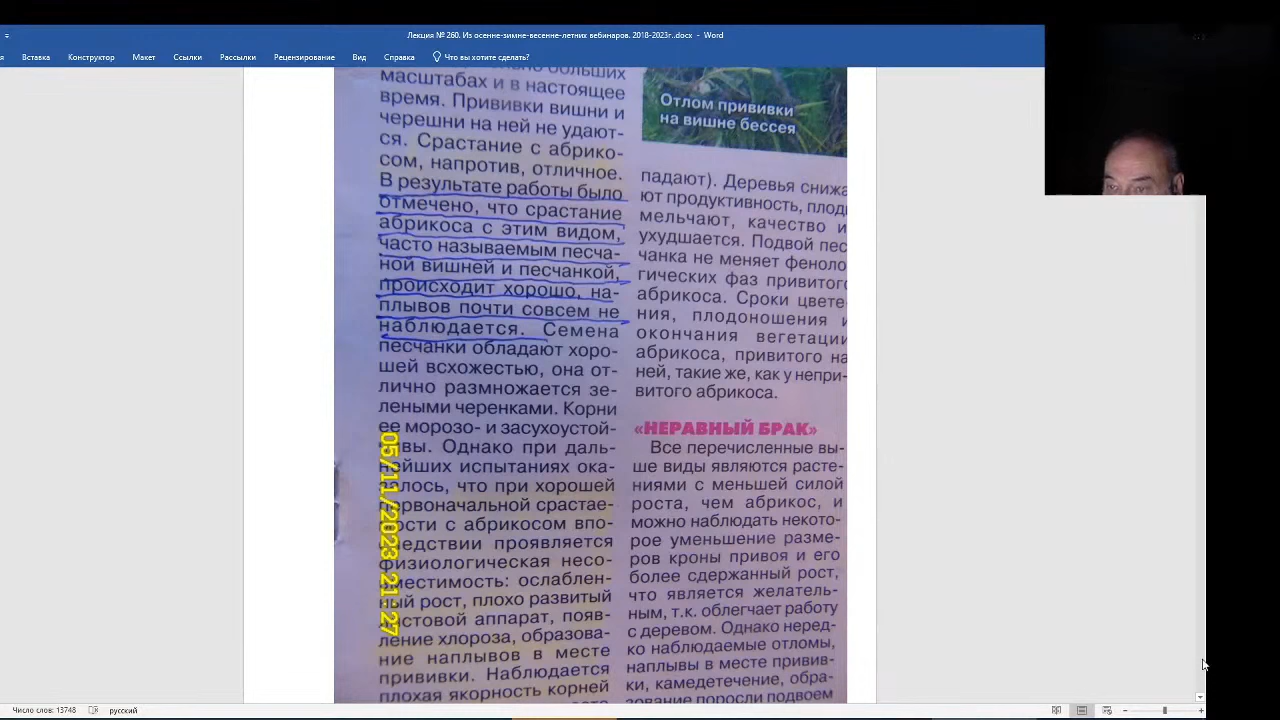 Лекция № 260. Из осенне-зимне-весенне-летних вебинаров. 2018-2023г..docx - Word
Вставка Конструктор Макет Ссылки Рассылки Рецензирование Вид Справка Что вы хотите сделать?
больших
масштабах и в настоящее
время. Прививки вишни и
черешни на ней не удают-
ся. Срастание с абрико-
сом, напротив, отличное.
В результате работы было
отмечено, что срастание
абрикоса с этим видом,
часто называемым песча-
ной вишней и песчанкой,
происходит хорошо, на-
плывов почти совсем не
наблюдается. Семена
песчанки обладают хоро-
шей всхожестью, она от-
лично размножается зе-
леными черенками. Корни
ее морозо- и засухоустой-
чивы. Однако при даль-
нейших испытаниях ока-
залось, что при хорошей
первоначальной срастае-
мости с абрикосом впо-
следствии проявляется
физиологическая несо-
вместимость: ослаблен-
ный рост, плохо развитый
листовой аппарат, появ-
ление хлороза, образова-
ние наплывов в месте
прививки. Наблюдается
плохая якорность корней
05/11/2023 21:27
Отлом прививки
на вишне бессея
падают). Деревья снижа
ют продуктивность, плоды
мельчают, качество и
ухудшается. Подвой пес
чанка не меняет феноло
гических фаз привитого
абрикоса. Сроки цвете-
ния, плодоношения и
окончания вегетации
абрикоса, привитого на
ней, такие же, как у непри-
витого абрикоса.
«НЕРАВНЫЙ БРАК»
Все перечисленные вы-
ше виды являются расте-
ниями с меньшей силой
роста, чем абрикос, и
можно наблюдать некото-
рое уменьшение разме-
ров кроны привоя и его
более сдержанный рост,
что является желатель-
ным, т.к. облегчает работу
с деревом. Однако неред-
ко наблюдаемые отломы,
наплывы в месте привив-
ки, камедетечение, обра-
зование поросли подвоем
Число слов: 13748 русский